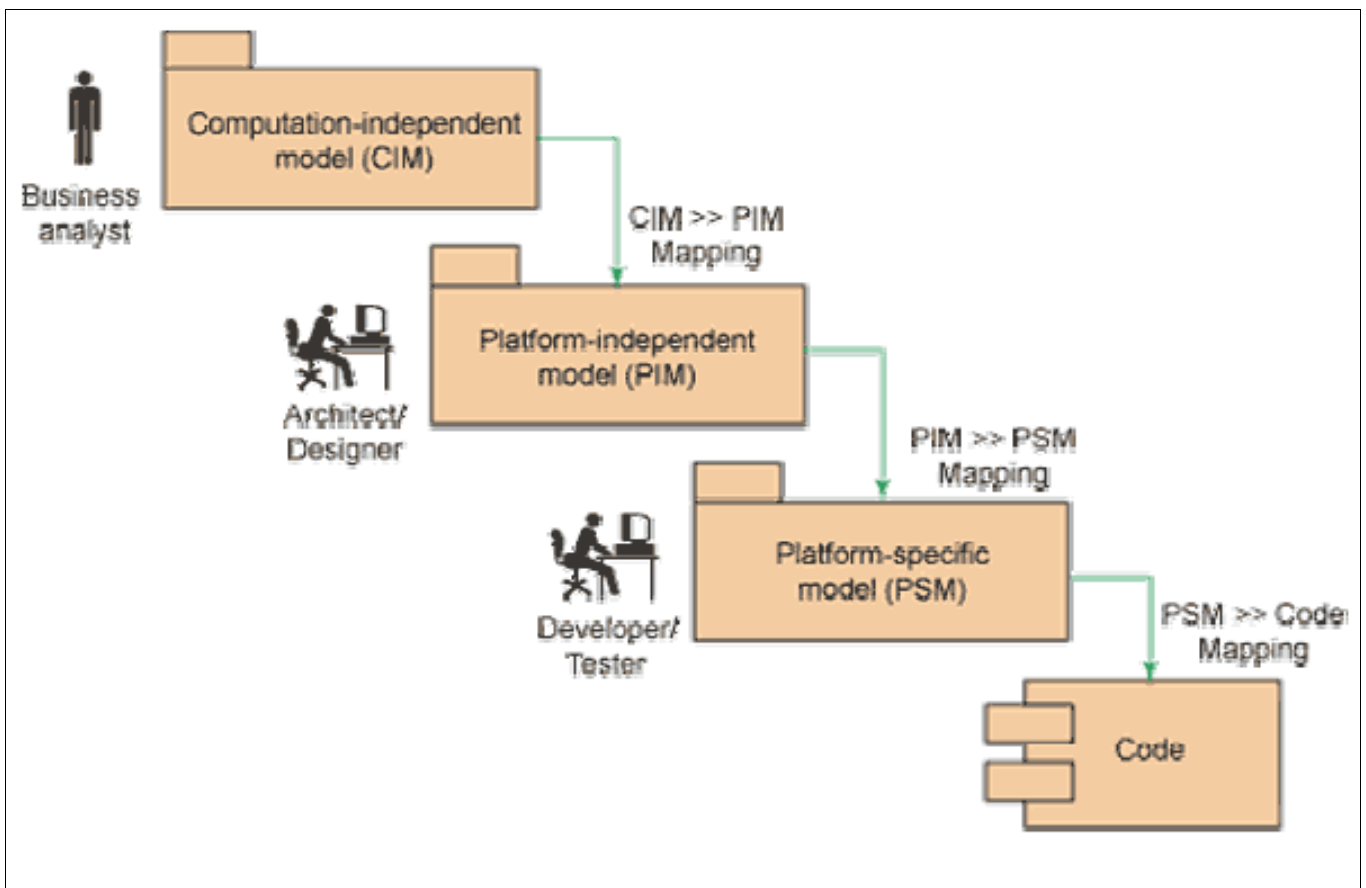 Computation-independent
model (CIM)
Business
analyst
CIM >> PIM
Mapping
Platform-independent
model (PIM)
Architect/
Designer
PIM >> PSM
Mapping
Platform-specific
model (PSM)
Developer/
Tester
PSM >> Code
Mapping
Code